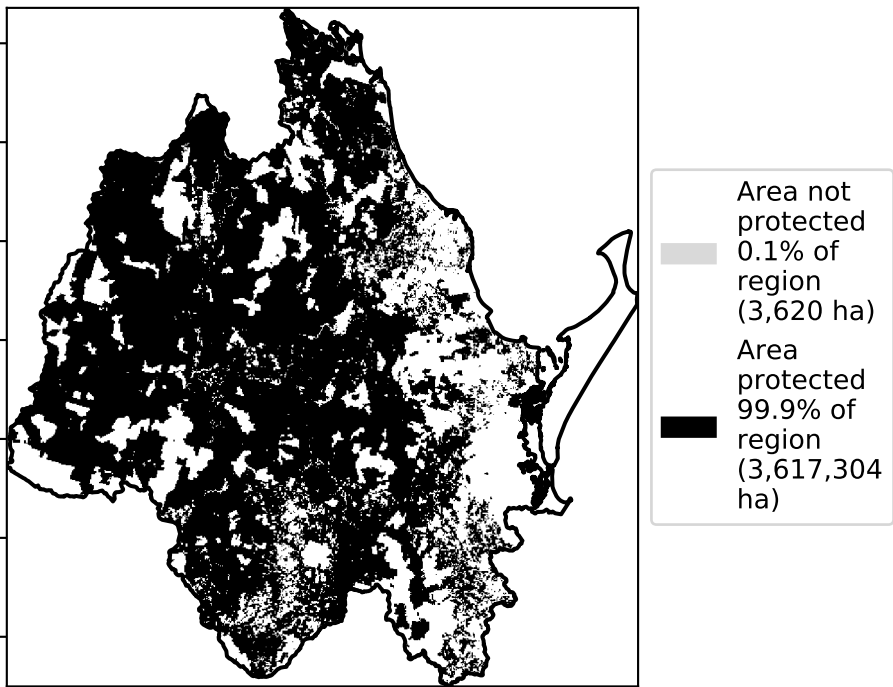 Area not
protected
0.1% of
region
(3,620 ha)
Area
protected
99.9% of
region
(3,617,304
ha)